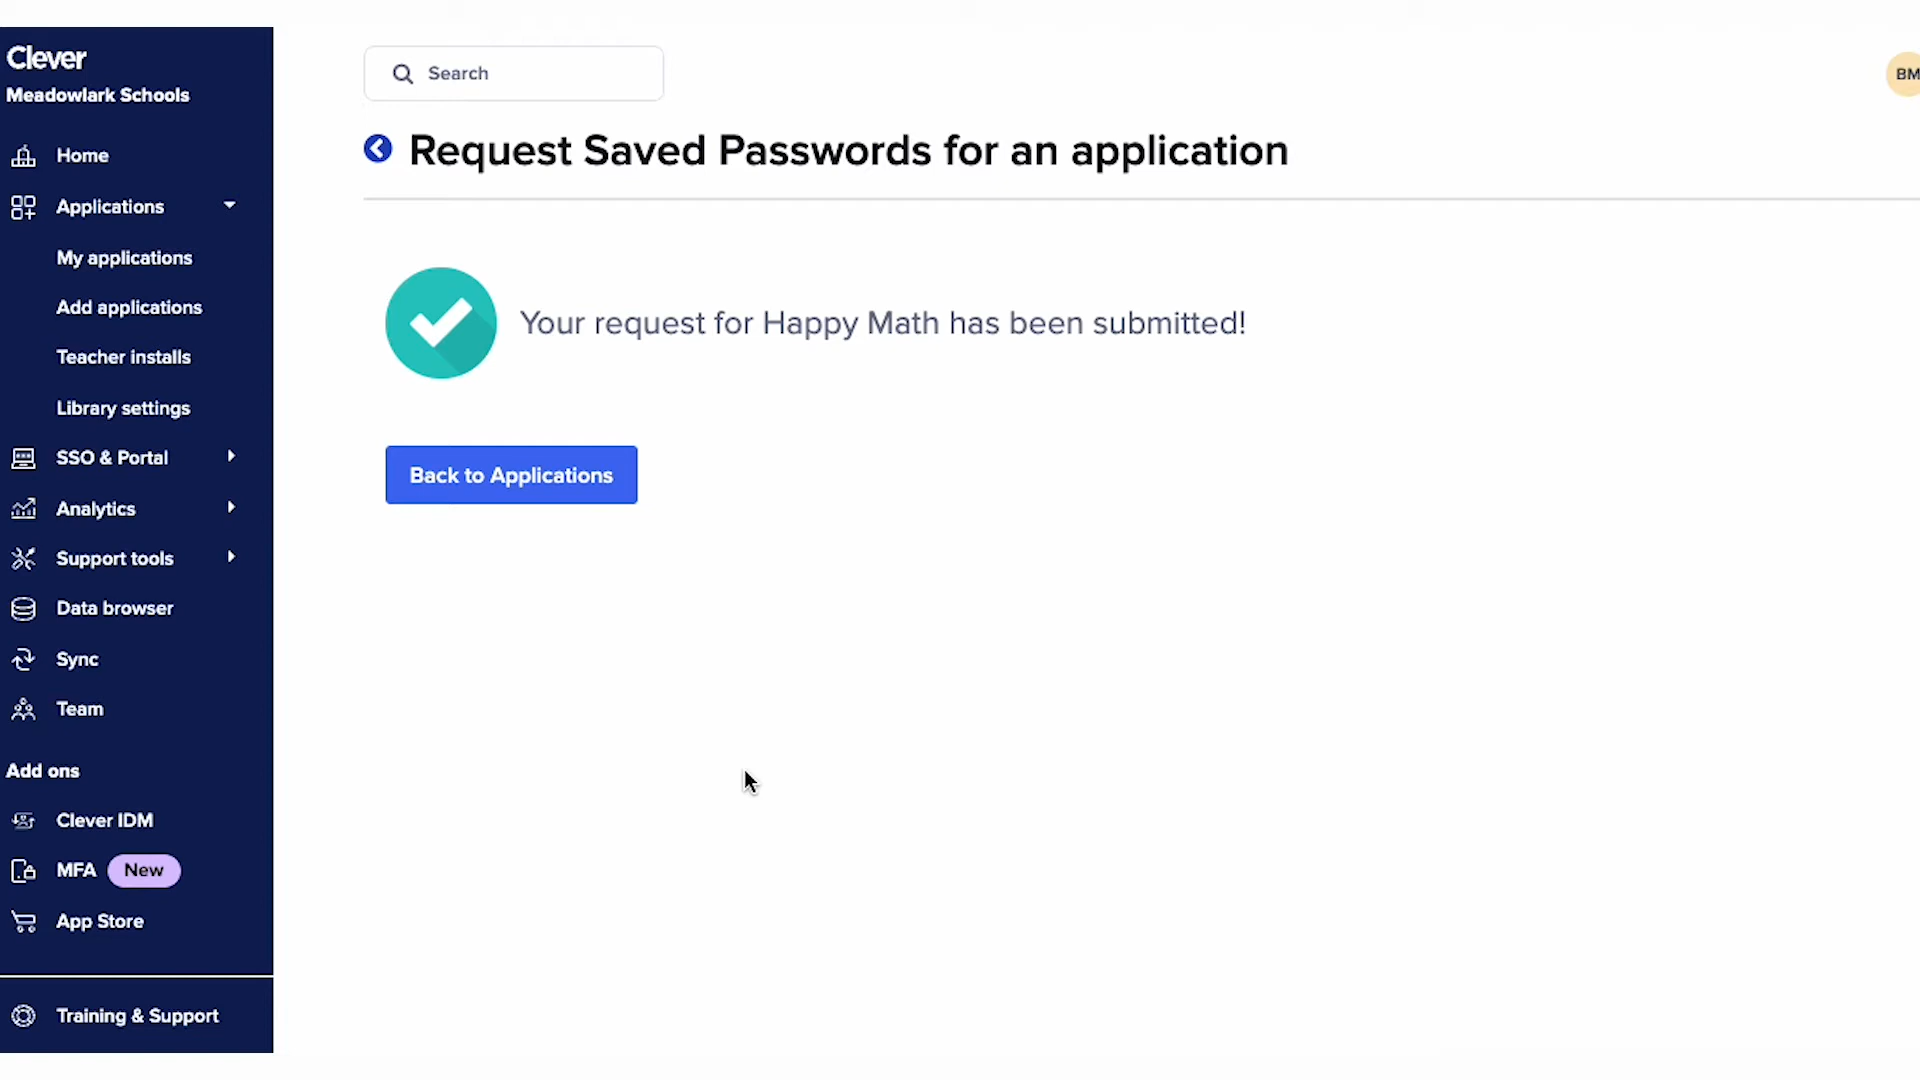 Clever
Meadowlark Schools
Home
Applications
My applications
Add applications
Teacher installs
Library settings
SSO & Portal
Analytics
Support tools
Data browser
Sync
Team
Add ons
Clever IDM
MFA New
App Store
Training & Support
Search
BM
Request Saved Passwords for an application
Your request for Happy Math has been submitted!
Back to Applications